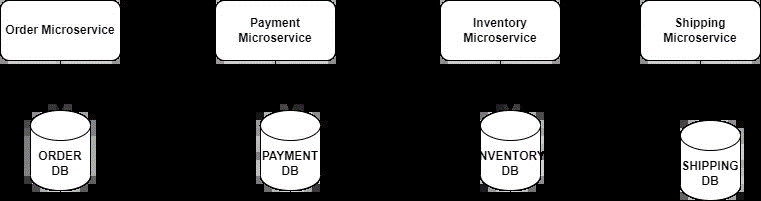 Order Microservice
Payment
Microservice
Inventory
Microservice
Shipping
Microservice
ORDER
DB
PAYMENT
DB
INVENTORY
DB
SHIPPING
DB